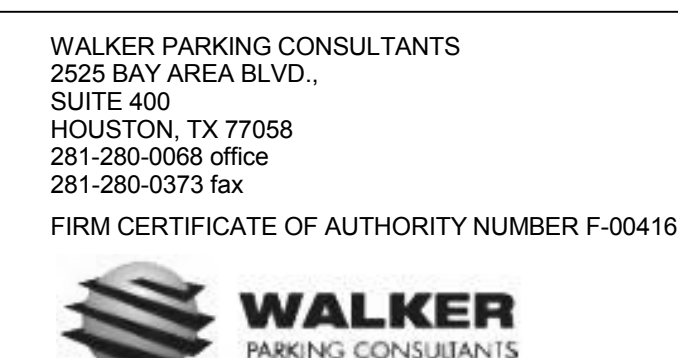 WALKER PARKING CONSULTANTS
2525 BAY AREA BLVD.,
SUITE 400
HOUSTON, TX 77058
281-280-0068 office
281-280-0373 fax
FIRM CERTIFICATE OF AUTHORITY NUMBER F-00416
WALKER
PARKING CONSULTANTS